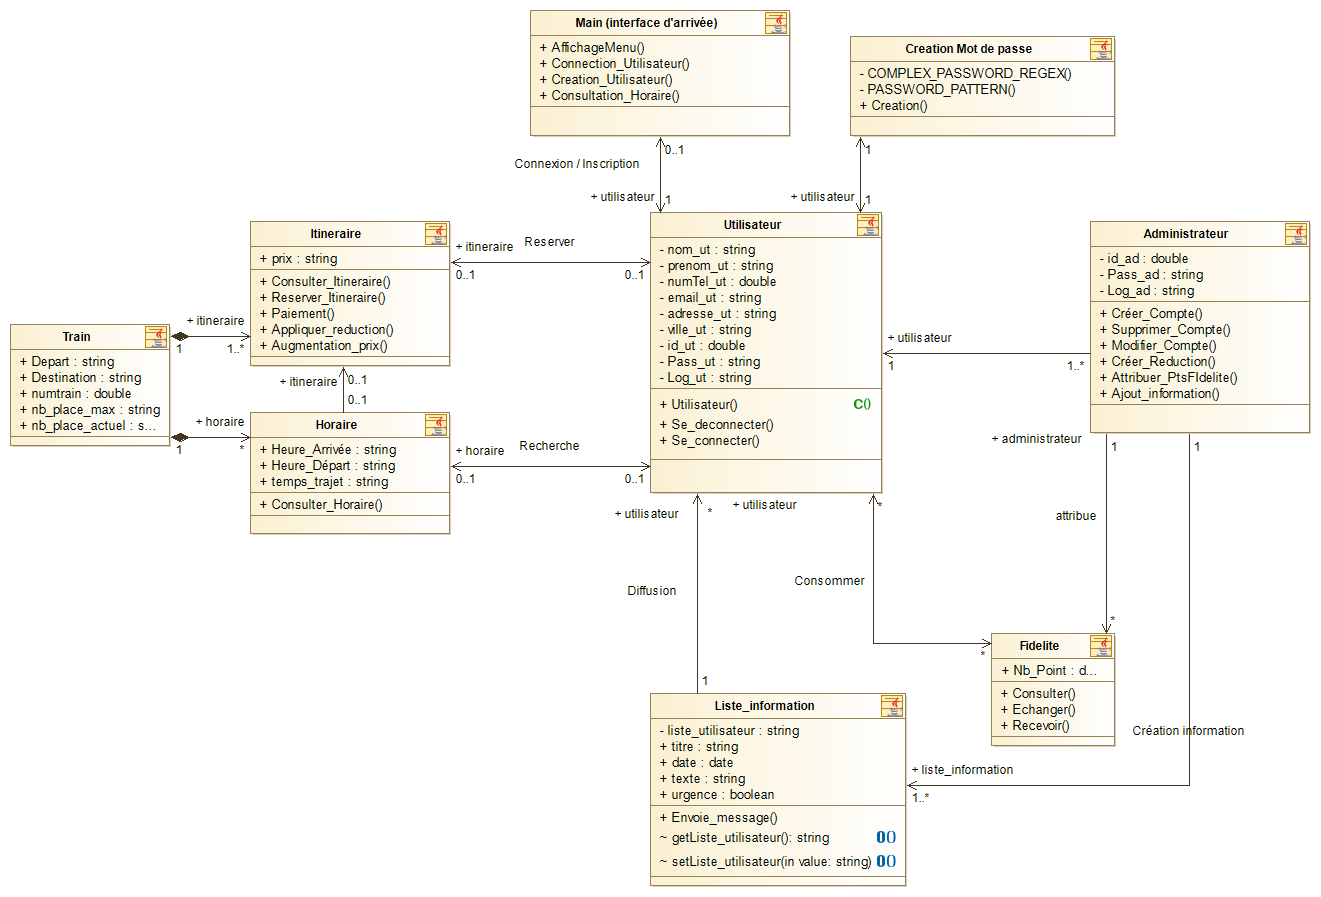 Main (interface d'arrivée)
+ AffichageMenu()
+ Connection_Utilisateur()
+ Creation_Utilisateur()
+ Consultation_Horaire()
Creation Mot de passe
- COMPLEX_PASSWORD_REGEX()
- PASSWORD_PATTERN()
+ Creation()
0..1
Connexion / Inscription
+ utilisateur
1
1
+ utilisateur
1
Itineraire
+ prix : string
+ Consulter_Itineraire()
+ Reserver_Itineraire()
+ Paiement()
+ Appliquer_reduction()
+ Augmentation_prix()
+ itineraire
Reserver
0..1
0..1
Utilisateur
- nom_ut : string
- prenom_ut : string
- numTel_ut : double
- email_ut : string
- adresse_ut : string
- ville_ut : string
- id_ut : double
- Pass_ut : string
- Log_ut : string
+ Utilisateur()
C()
+ Se_deconnecter()
+ Se_connecter()
Administrateur
- id_ad : double
- Pass_ad : string
- Log_ad : string
+ Créer_Compte()
+ Supprimer_Compte()
+ Modifier_Compte()
+ Créer_Reduction()
+ Attribuer_PtsFIdelite()
+ Ajout_information()
+ utilisateur
1
1..*
Train
+ Depart : string
+ Destination : string
+ numtrain : double
+ nb_place_max : string
+ nb_place_actuel : s...
+ itineraire
1
1..*
+ itineraire
0..1
0..1
+ horaire
1
*
Horaire
+ Heure_Arrivée : string
+ Heure_Départ : string
+ temps_trajet : string
+ Consulter_Horaire()
+ horaire
Recherche
0..1
0..1
+ utilisateur
*
+ utilisateur
*
Diffusion
1
Consommer
*
+ administrateur
1
attribue
*
1
Fidelite
+ Nb_Point : d...
+ Consulter()
+ Echanger()
+ Recevoir()
Création information
+ liste_information
1..*
Liste_information
- liste_utilisateur : string
+ titre : string
+ date : date
+ texte : string
+ urgence : boolean
+ Envoie_message()
~ getListe_utilisateur(): string
0()
~ setListe_utilisateur(in value: string)
0()